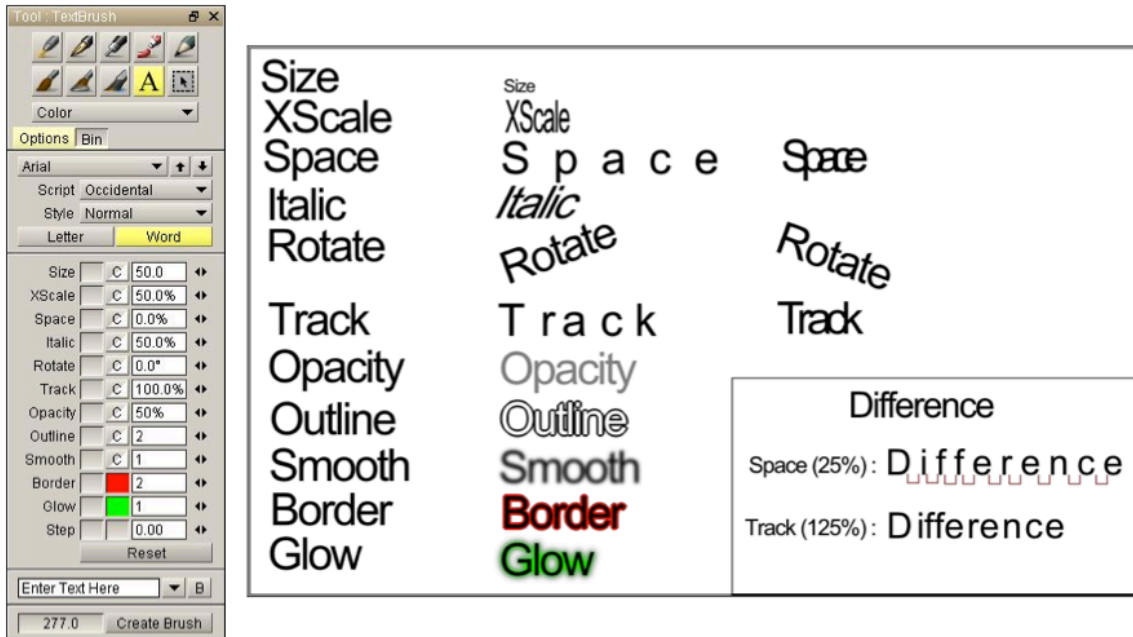 Tool : TextBrush
A
Color
Options Bin
Arial
Script Occidental
Style Normal
Letter Word
Size C 50.0
XScale C 50.0%
Space C 0.0%
Italic C 50.0%
Rotate C 0.0°
Track C 100.0%
Opacity C 50%
Outline C 2
Smooth C 1
Border 2
Glow 1
Step 0.00
Reset
Enter Text Here B
277.0 Create Brush
Size Size
XScale XScale
Space Space Space
Italic Italic
Rotate Rotate Rotate
Track Track Track
Opacity Opacity
Outline Outline
Smooth Smooth
Border Border
Glow Glow
Difference
Space (25%) : Difference
Track (125%) : Difference